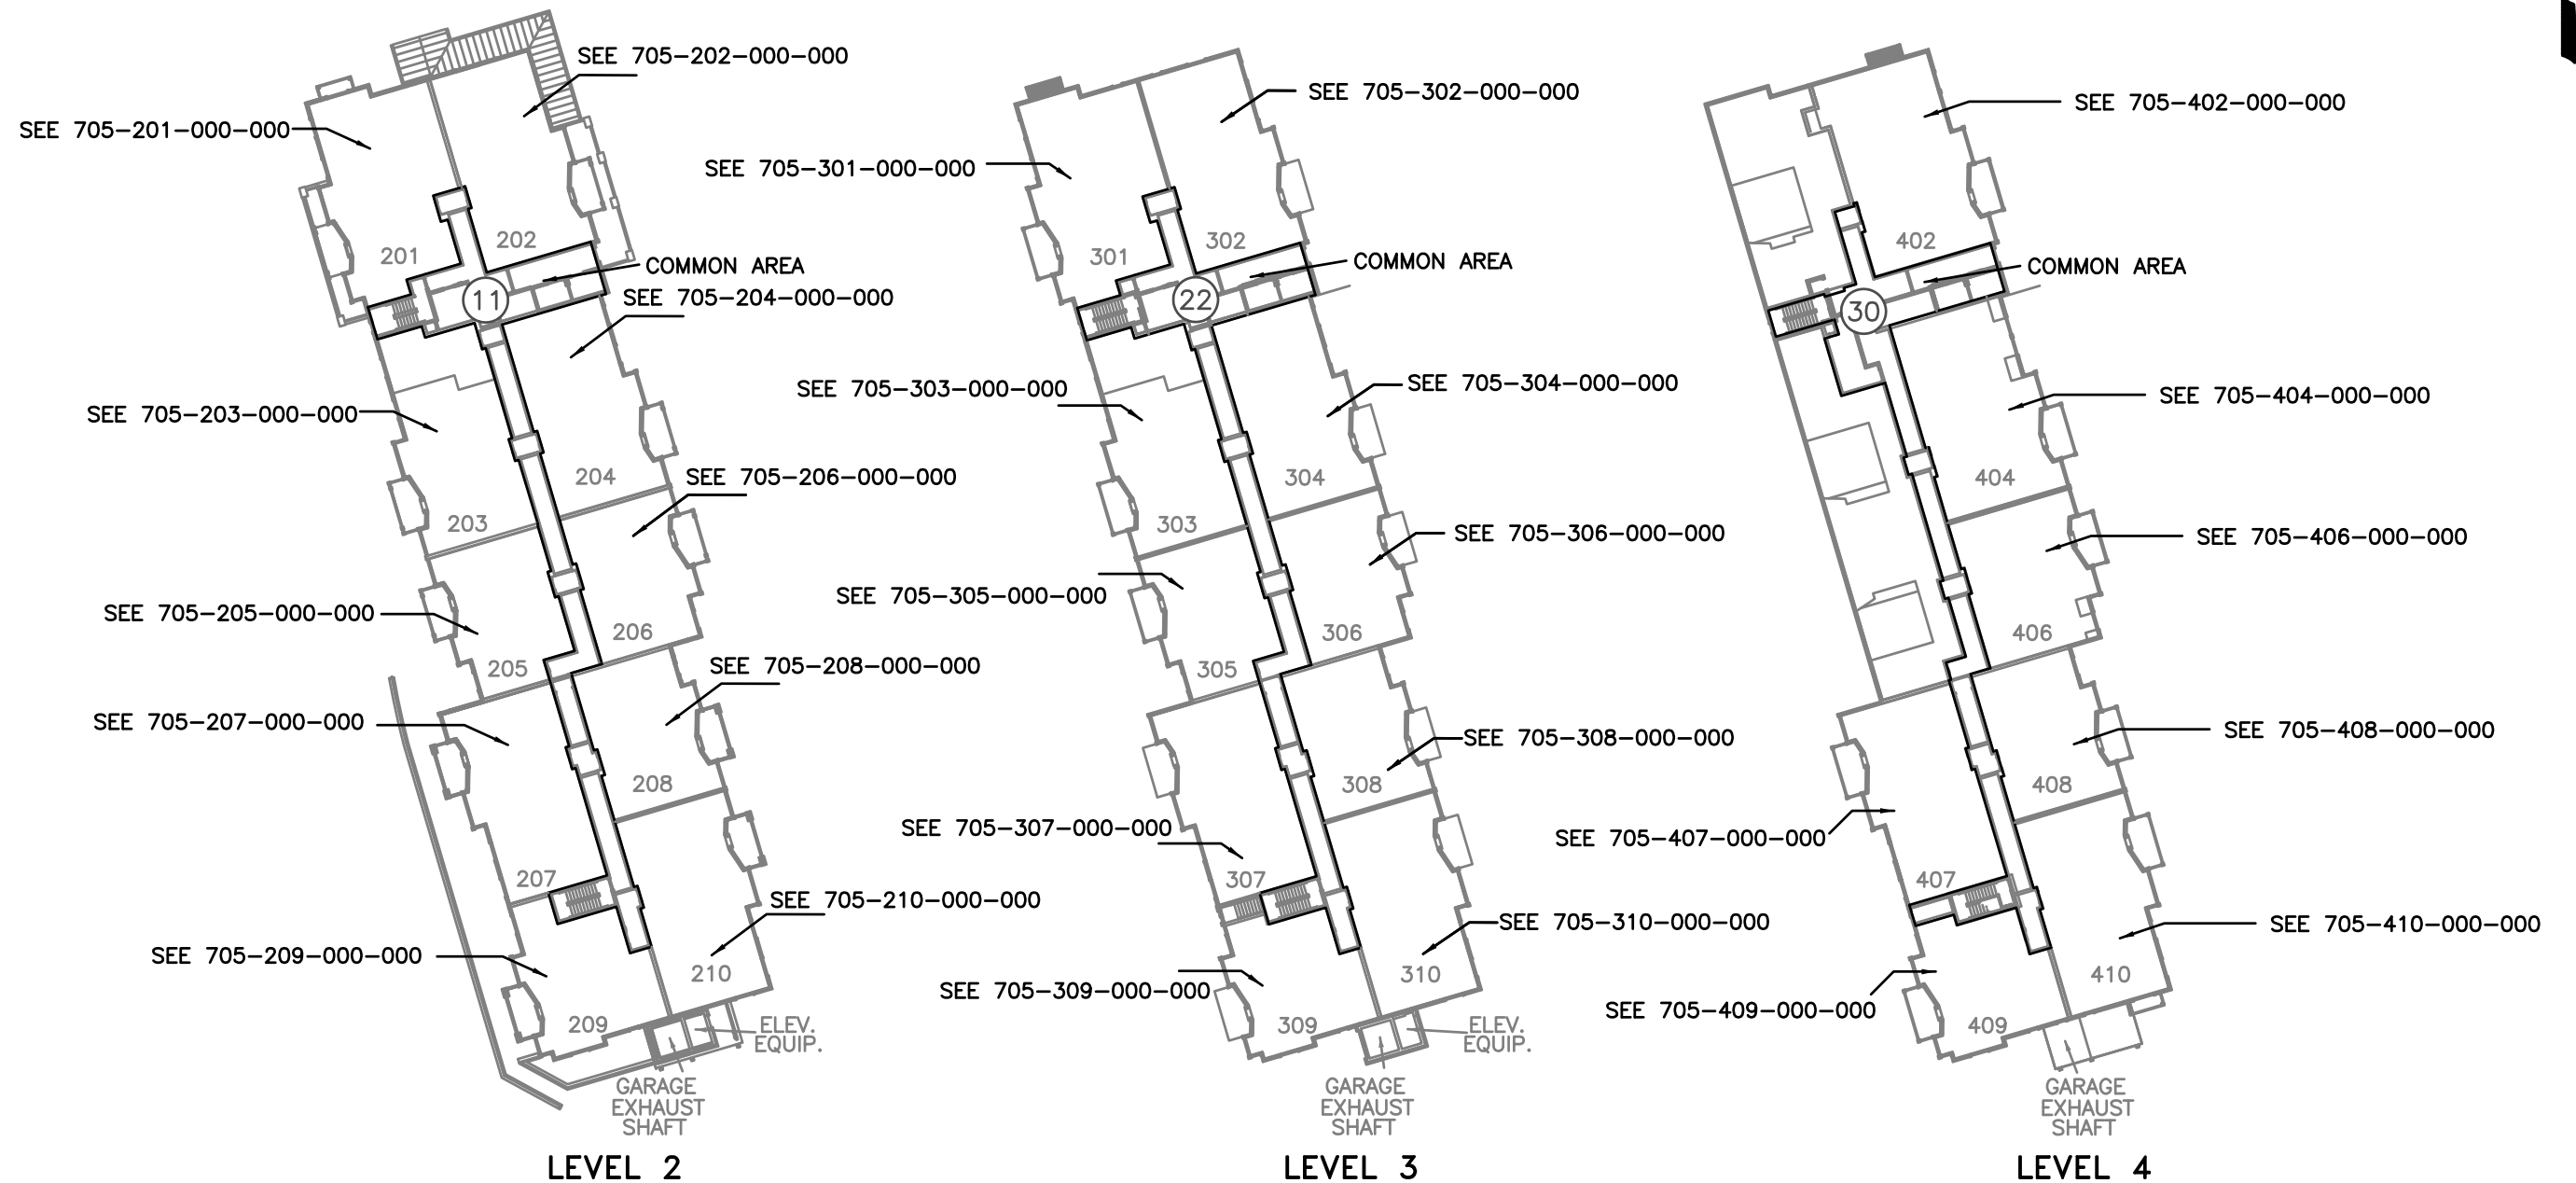 SEE 705-202-000-000
SEE 705-201-000-000
201
202
COMMON AREA
11
SEE 705-204-000-000
SEE 705-203-000-000
204
SEE 705-206-000-000
203
SEE 705-205-000-000
206
205
SEE 705-208-000-000
SEE 705-207-000-000
208
207
SEE 705-210-000-000
SEE 705-209-000-000
210
209
ELEV.
EQUIP.
GARAGE
EXHAUST
SHAFT
LEVEL 2
SEE 705-302-000-000
SEE 705-301-000-000
302
301
COMMON AREA
22
SEE 705-304-000-000
SEE 705-303-000-000
304
303
SEE 705-306-000-000
SEE 705-305-000-000
306
305
SEE 705-308-000-000
308
SEE 705-307-000-000
307
SEE 705-310-000-000
310
SEE 705-309-000-000
309
ELEV.
EQUIP.
GARAGE
EXHAUST
SHAFT
LEVEL 3
SEE 705-402-000-000
402
COMMON AREA
30
SEE 705-404-000-000
404
SEE 705-406-000-000
406
SEE 705-408-000-000
408
SEE 705-407-000-000
407
SEE 705-410-000-000
410
SEE 705-409-000-000
409
GARAGE
EXHAUST
SHAFT
LEVEL 4